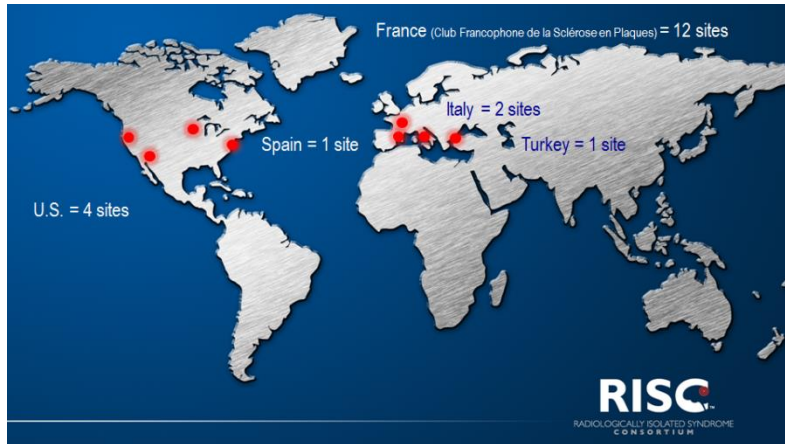 France (Club Francophone de la Sclérose en Plaques) = 12 sites
Italy = 2 sites
Spain = 1 site
Turkey = 1 site
U.S. = 4 sites
RISC™
RADIOLOGICALLY ISOLATED SYNDROME
CONSORTIUM